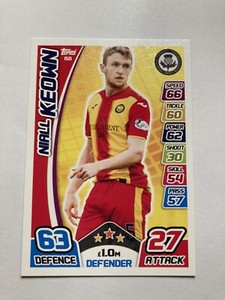 Topps
NIALL
KEOWN
SPEED
66
TACKLE
60
POWER
62
SHOOT
30
SKILL
54
PASS
57
63
DEFENCE
£1.0M
DEFENDER
27
ATTACK